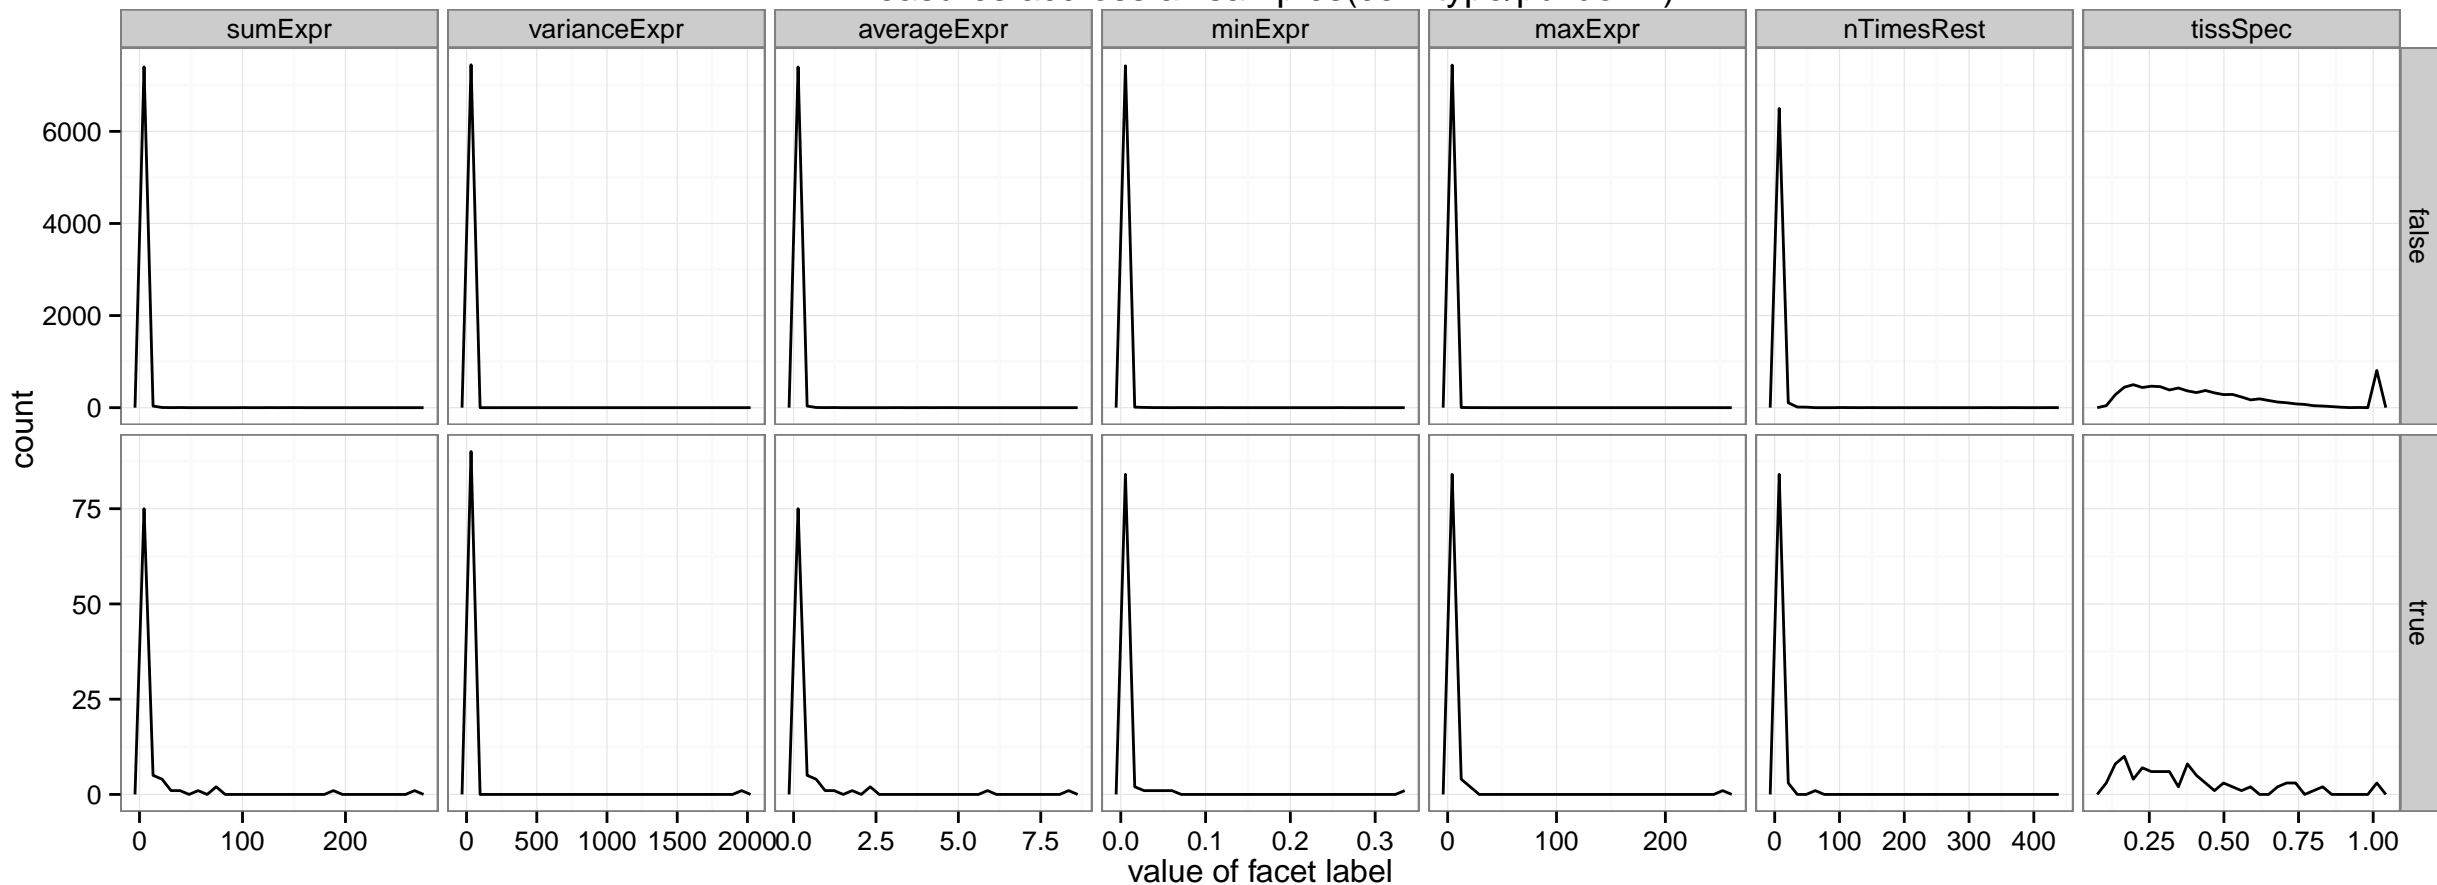 sumExpr varianceExpr averageExpr minExpr maxExpr nTimesRest tissSpec
6000
4000
2000
0
false
count
75
50
25
0
true
0 100 200 0 500 1000 1500 2000 0.0 2.5 5.0 7.5 0.0 0.1 0.2 0.3 0 100 200 0 100 200 300 400 0.25 0.50 0.75 1.00
value of facet label